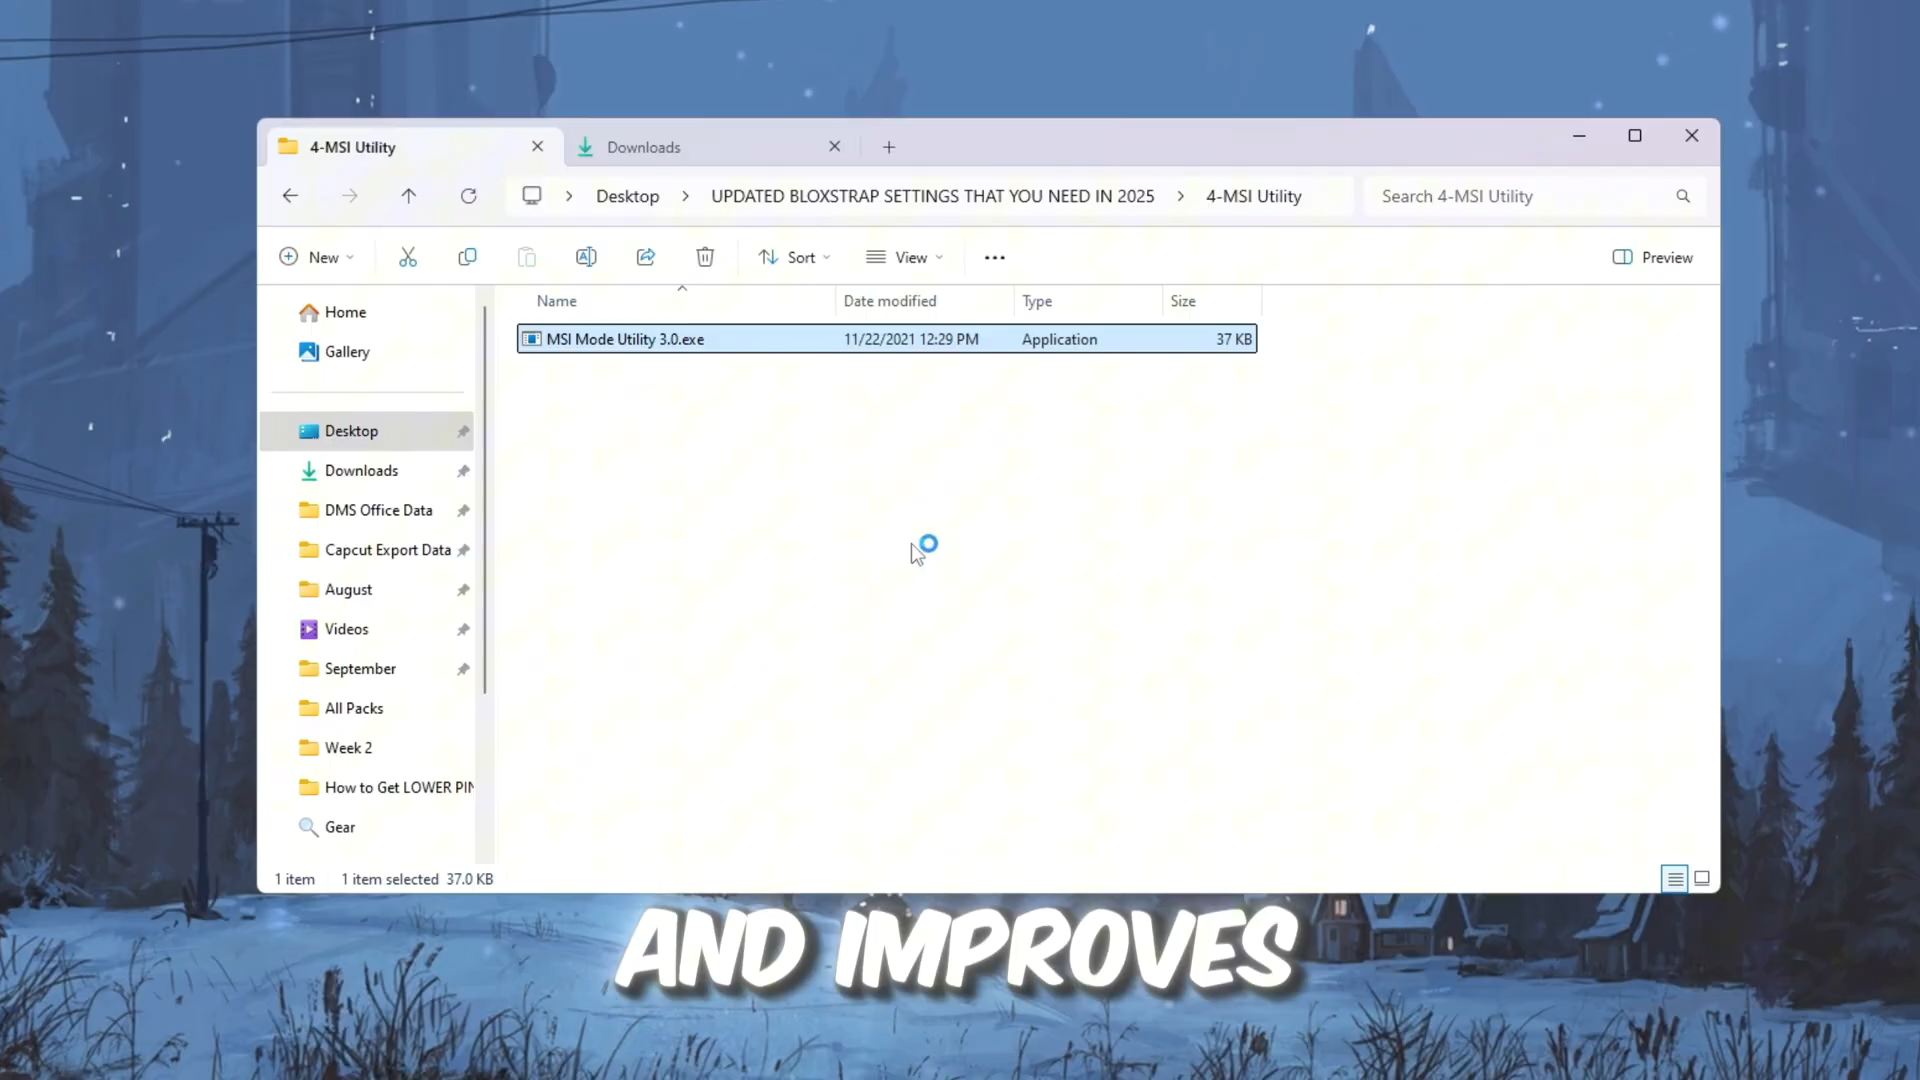 4-MSI Utility
Downloads
Desktop > UPDATED BLOXSTRAP SETTINGS THAT YOU NEED IN 2025 > 4-MSI Utility
Search 4-MSI Utility
New
Sort
View
Preview
Name
Date modified
Type
Size
MSI Mode Utility 3.0.exe
11/22/2021 12:29 PM
Application
37 KB
Home
Gallery
Desktop
Downloads
DMS Office Data
Capcut Export Data
August
Videos
September
All Packs
Week 2
How to Get LOWER PIN
Gear
1 item
1 item selected 37.0 KB
AND IMPROVES